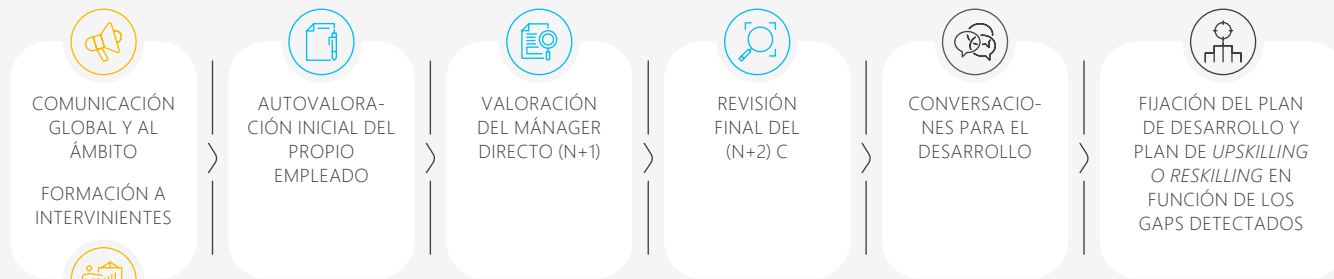 COMUNICACIÓN
GLOBAL Y AL
ÁMBITO
FORMACIÓN A
INTERVINIENTES
AUTOVALORA-
CIÓN INICIAL DEL
PROPIO
EMPLEADO
VALORACIÓN
DEL MÁNAGER
DIRECTO (N+1)
REVISIÓN
FINAL DEL
(N+2) C
CONVERSACIO-
NES PARA EL
DESARROLLO
FIJACIÓN DEL PLAN
DE DESARROLLO Y
PLAN DE UPSKILLING
O RESKILLING EN
FUNCIÓN DE LOS
GAPS DETECTADOS